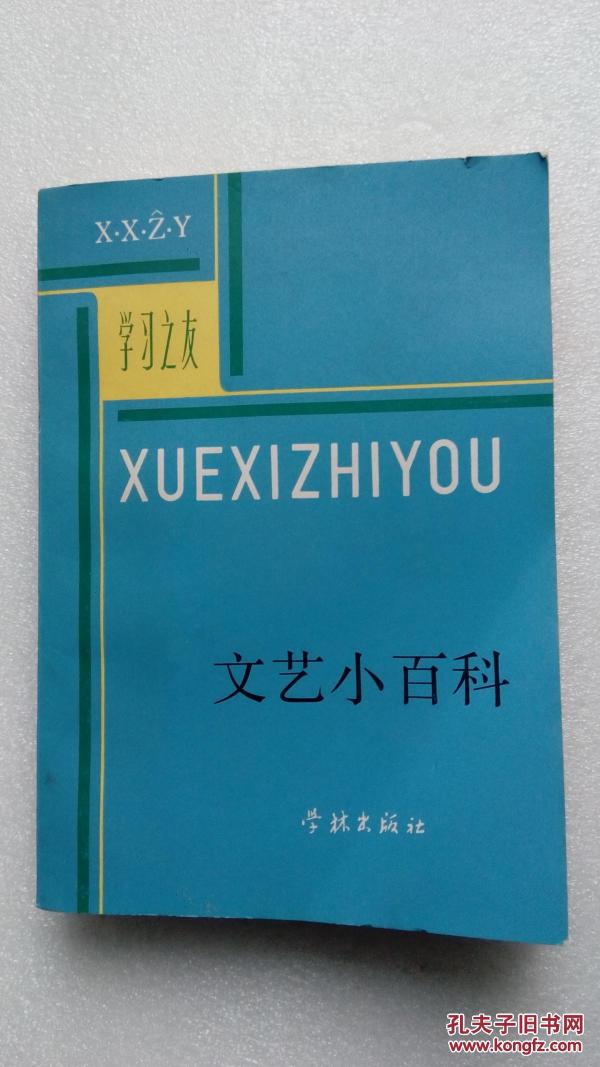 X·X·Ẑ·Y
学习之友
XUEXIZHIYOU
文艺小百科
学林出版社
孔夫子旧书网
www.kongfz.com